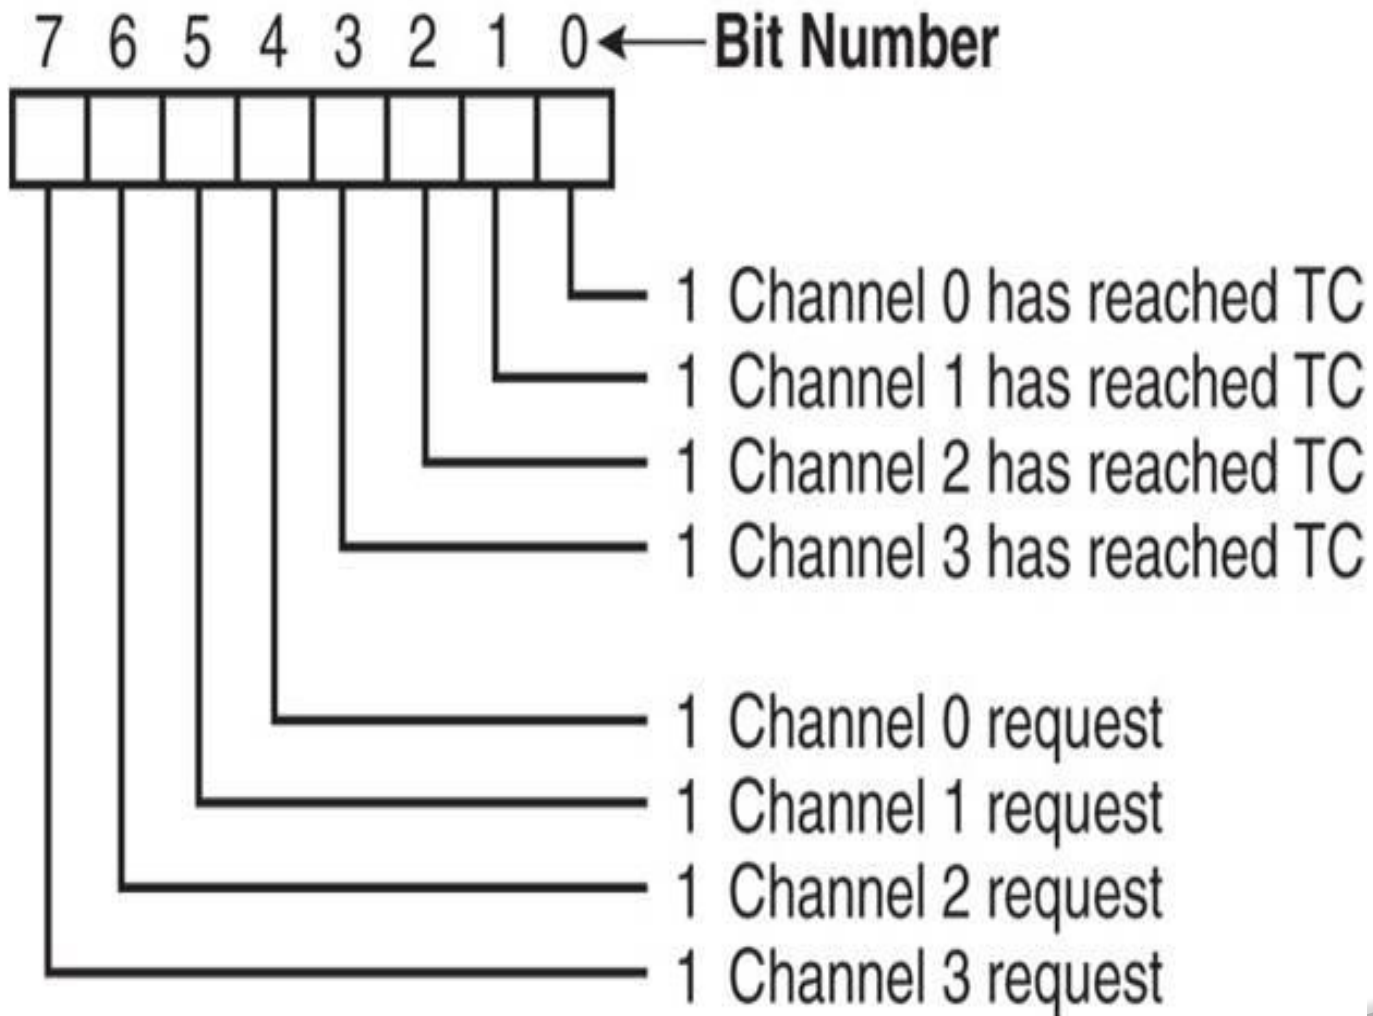 7 6 5 4 3 2 1 0 Bit Number
1 Channel 0 has reached TC
1 Channel 1 has reached TC
1 Channel 2 has reached TC
1 Channel 3 has reached TC
1 Channel 0 request
1 Channel 1 request
1 Channel 2 request
1 Channel 3 request